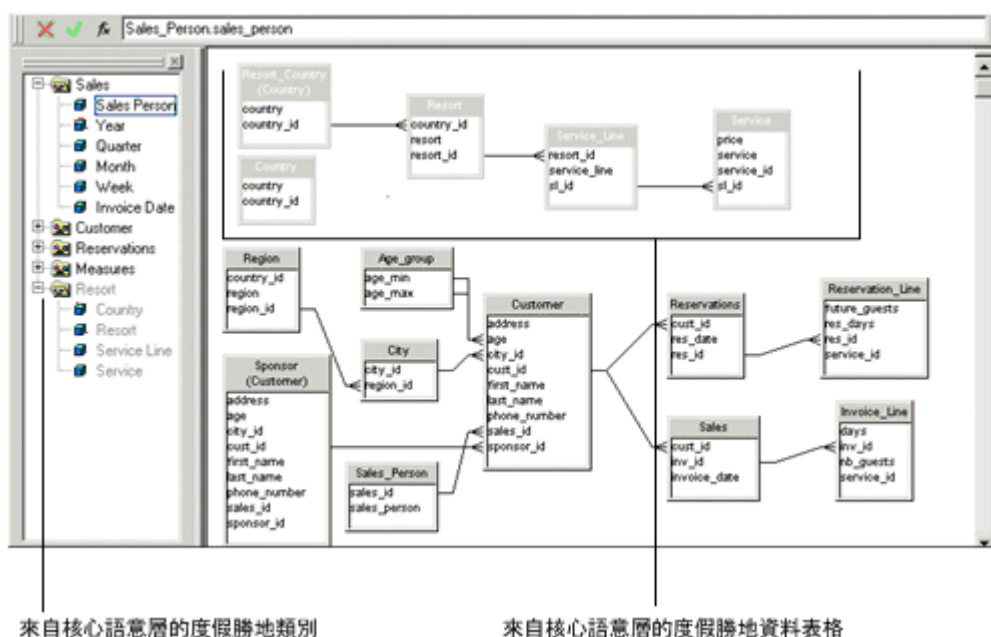 Sales_Person.sales_person
Sales
Sales Person
Year
Quarter
Month
Week
Invoice Date
Customer
Reservations
Measures
Resort
Country
Resort
Service Line
Service
Resort_Country
(Country)
country
country_id
Country
country
country_id
Resort
country_id
resort
resort_id
Service_Line
resort_id
service_line
sl_id
Service
price
service
service_id
sl_id
Region
country_id
region
region_id
Age_group
age_min
age_max
City
city_id
region_id
Customer
address
age
city_id
cust_id
first_name
last_name
phone_number
sales_id
sponsor_id
Sponsor
(Customer)
address
age
city_id
cust_id
first_name
last_name
phone_number
sales_id
sponsor_id
Sales_Person
sales_id
sales_person
Reservations
cust_id
res_date
res_id
Reservation_Line
future_guests
res_days
res_id
service_id
Sales
cust_id
inv_id
invoice_date
Invoice_Line
days
inv_id
nb_guests
service_id
來自核心語意層的度假勝地類別
來自核心語意層的度假勝地資料表格